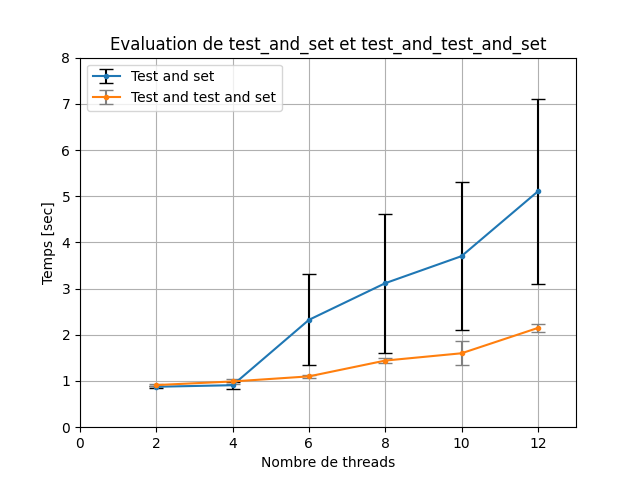 Evaluation de test_and_set et test_and_test_and_set
Test and set
Test and test and set
Temps [sec]
8
7
6
5
4
3
2
1
0
0 2 4 6 8 10 12
Nombre de threads